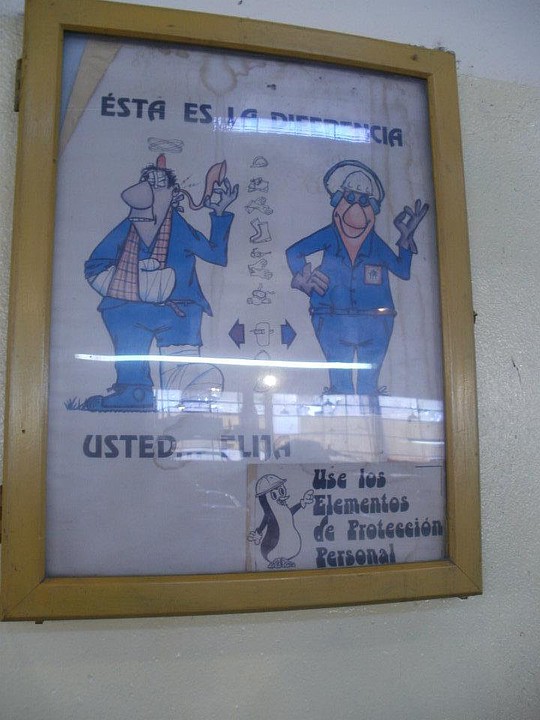 ÉSTA ES LA DIFERENCIA
USTED... ELIJA
Use los
Elementos
de Protección
Personal